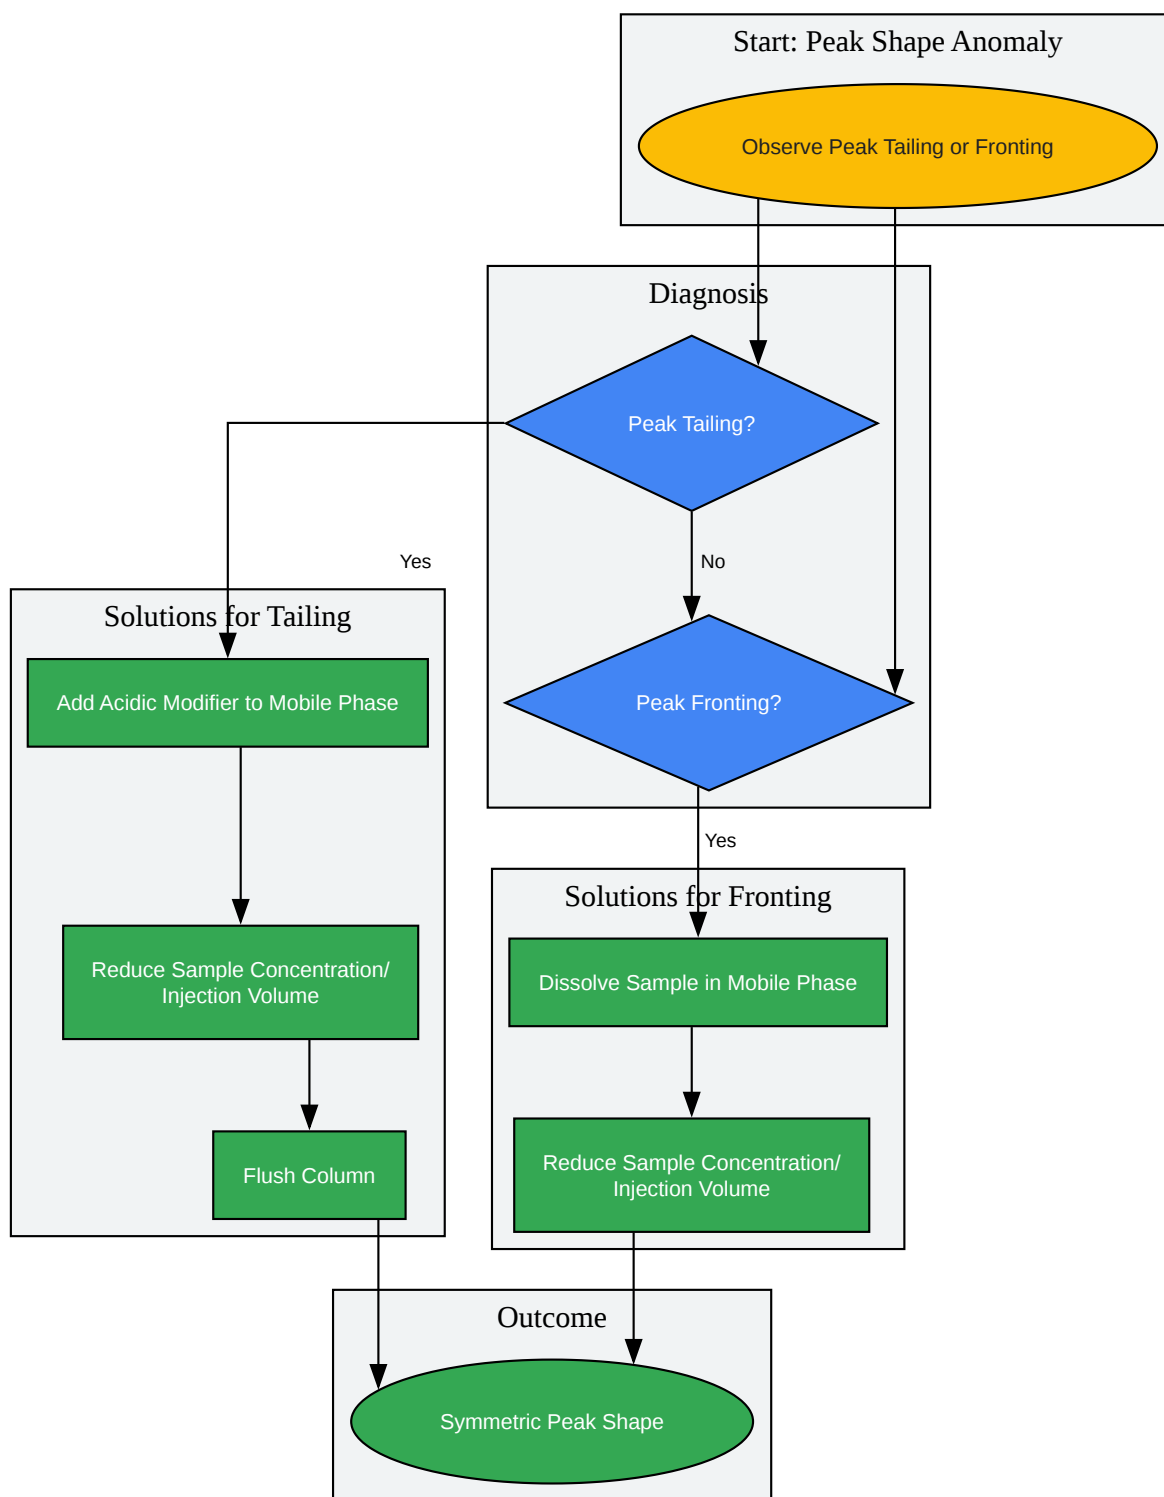 Start: Peak Shape Anomaly
Observe Peak Tailing or Fronting
Diagnosis
Peak Tailing?
Yes
No
Solutions for Tailing
Add Acidic Modifier to Mobile Phase
Peak Fronting?
Yes
Solutions for Fronting
Reduce Sample Concentration/
Injection Volume
Dissolve Sample in Mobile Phase
Flush Column
Reduce Sample Concentration/
Injection Volume
Outcome
Symmetric Peak Shape